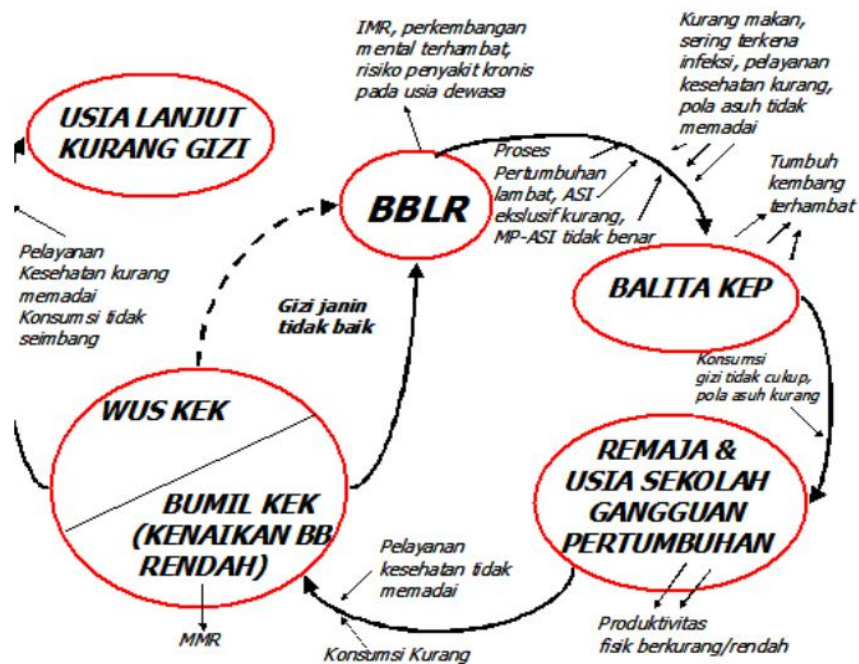 IMR, perkembangan
mental terhambat,
risiko penyakit kronis
pada usia dewasa
Kurang makan,
sering terkena
infeksi, pelayanan
kesehatan kurang,
pola asuh tidak
memadai
USIA LANJUT
KURANG GIZI
BBLR
Proses
Pertumbuhan
lambat, ASI
ekslusif kurang,
MP-ASI tidak benar
Tumbuh
kembang
terhambat
Pelayanan
Kesehatan kurang
memadai
Konsumsi tidak
seimbang
Gizi janin
tidak baik
BALITA KEP
Konsumsi
gizi tidak cukup,
pola asuh kurang
WUS KEK
BUMIL KEK
(KENAIKAN BB
RENDAH)
REMAJA &
USIA SEKOLAH
GANGGUAN
PERTUMBUHAN
Pelayanan
kesehatan tidak
memadai
MMR
Konsumsi Kurang
Produktivitas
fisik berkurang/rendah